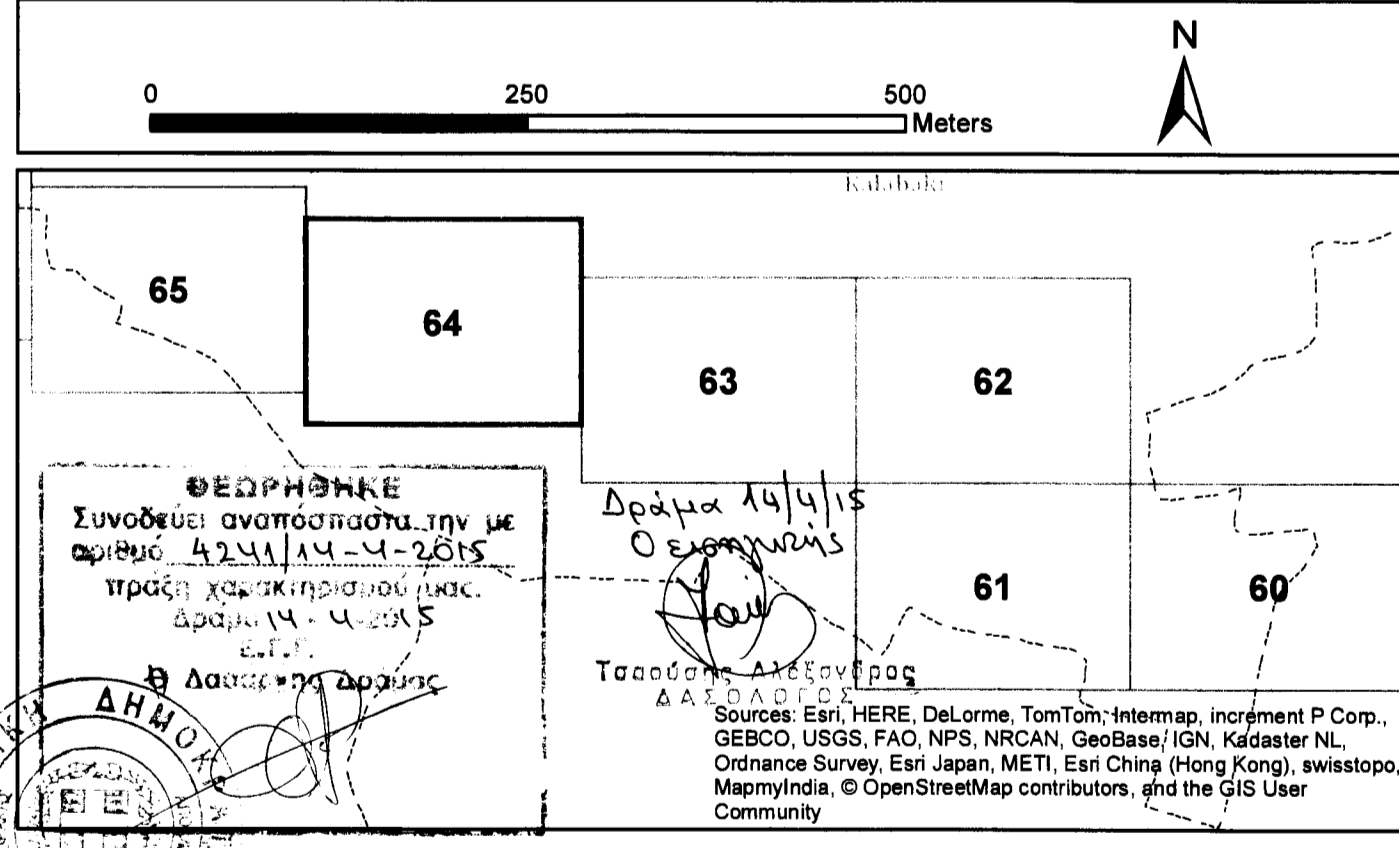 N
0 250 500
Meters
Kalabaki
65
64
63
62
61
60
ΘΕΩΡΗΘΗΚΕ
Συνοδεύει αναπόσπαστα την με
αριθμό 4241/14-4-2015
πράξη χαρακτηρισμού μας.
Δράμα 14-4-2015
Ε.Γ.Γ.
Ο Δασάρχης Δράμας
ΔΗΜΟΚΡ
Δράμα 14/4/15
Ο εισηγητής
Τσαούσης Αλέξανδρος
ΔΑΣΟΛΟΓΟΣ
Sources: Esri, HERE, DeLorme, TomTom, Intermap, increment P Corp.,
GEBCO, USGS, FAO, NPS, NRCAN, GeoBase, IGN, Kadaster NL,
Ordnance Survey, Esri Japan, METI, Esri China (Hong Kong), swisstopo,
MapmyIndia, © OpenStreetMap contributors, and the GIS User
Community